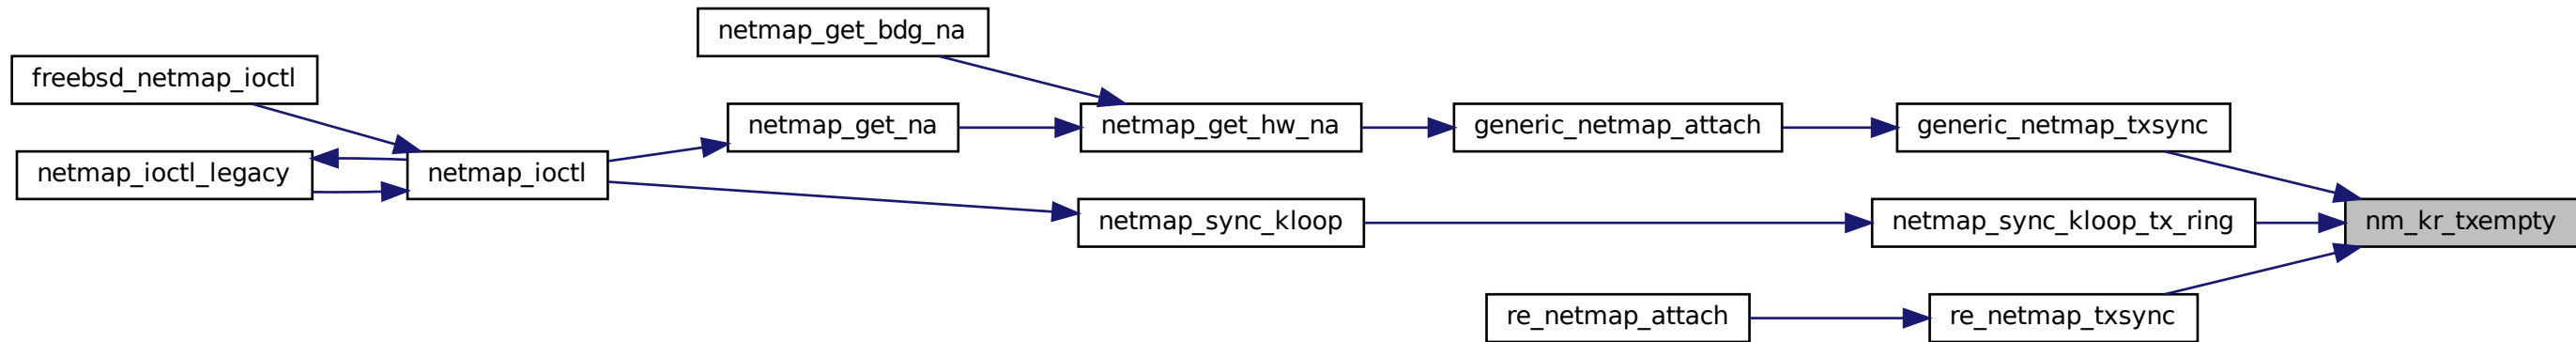 netmap_get_bdg_na
freebsd_netmap_ioctl
netmap_get_na
netmap_get_hw_na
generic_netmap_attach
generic_netmap_txsync
netmap_ioctl_legacy
netmap_ioctl
netmap_sync_kloop
netmap_sync_kloop_tx_ring
nm_kr_txempty
re_netmap_attach
re_netmap_txsync